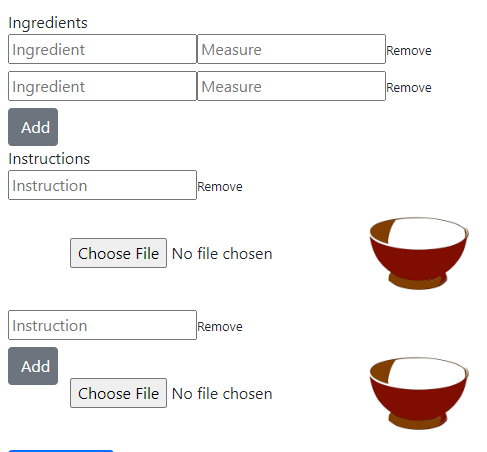 Ingredients
Ingredient Measure Remove
Ingredient Measure Remove
Add
Instructions
Instruction Remove
Choose File No file chosen
Instruction Remove
Add
Choose File No file chosen